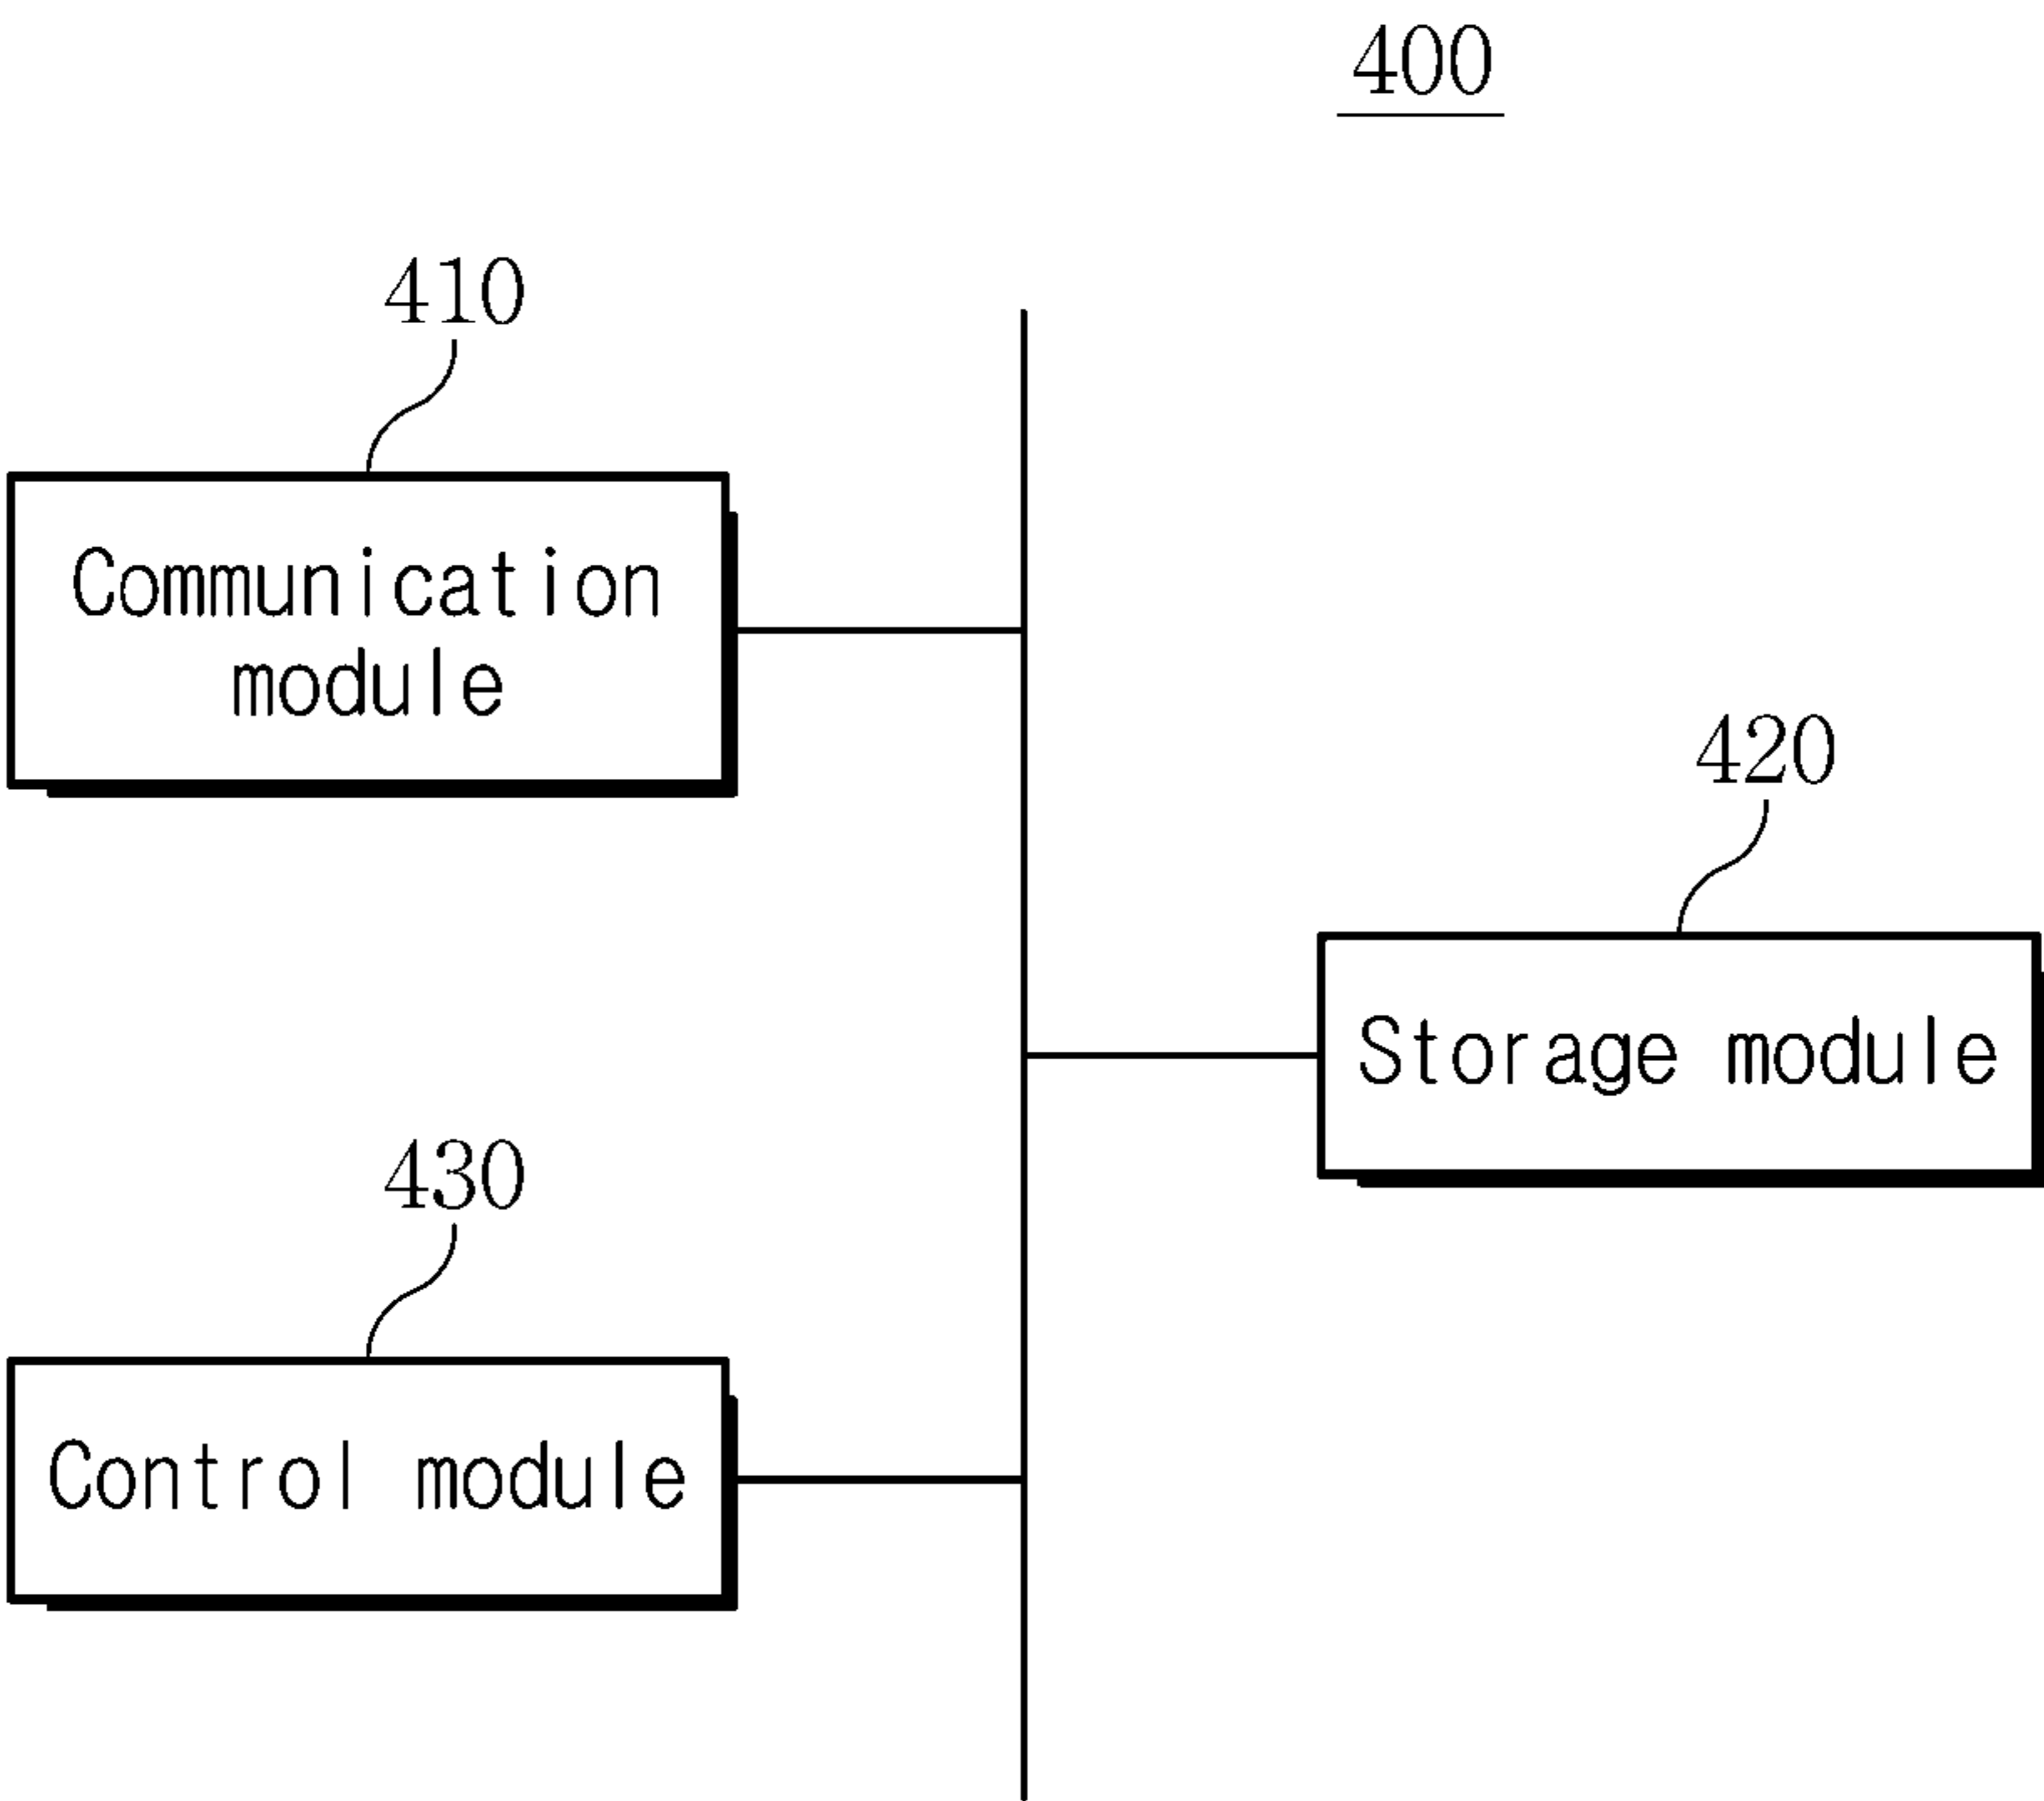 400
410
Communication
module
420
Storage module
430
Control module